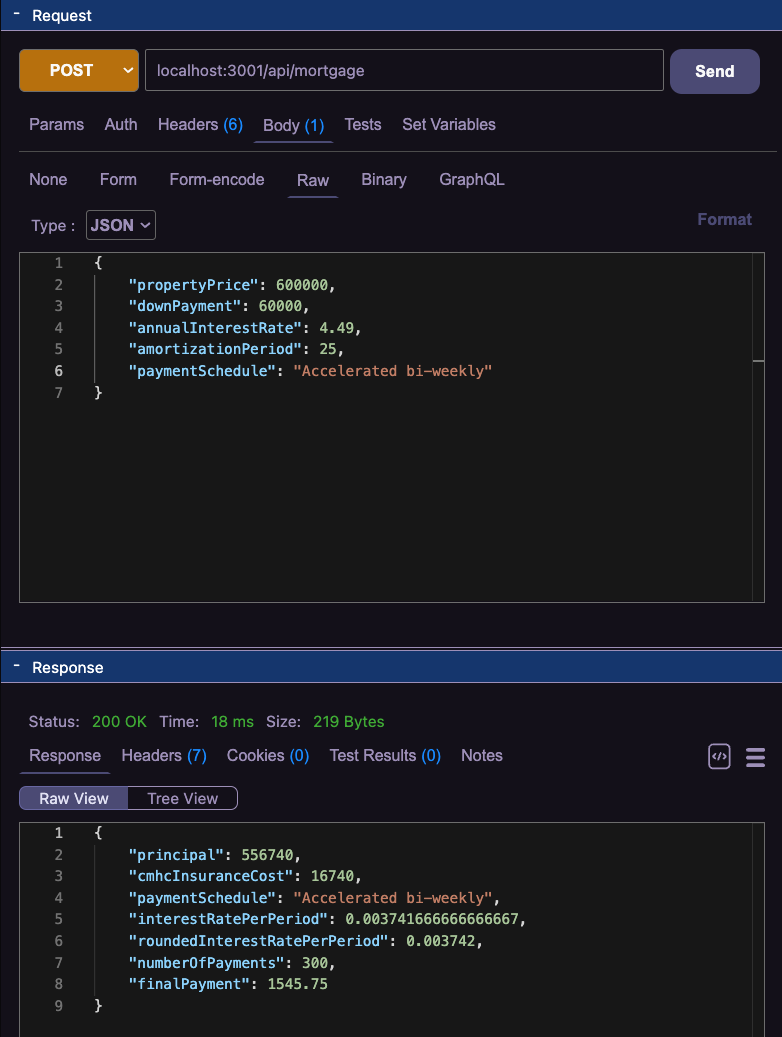 - Request
POST localhost:3001/api/mortgage Send
Params Auth Headers (6) Body (1) Tests Set Variables
None Form Form-encode Raw Binary GraphQL
Type : JSON Format
1 {
2 "propertyPrice": 600000,
3 "downPayment": 60000,
4 "annualInterestRate": 4.49,
5 "amortizationPeriod": 25,
6 "paymentSchedule": "Accelerated bi-weekly"
7 }
- Response
Status: 200 OK Time: 18 ms Size: 219 Bytes
Response Headers (7) Cookies (0) Test Results (0) Notes </>
Raw View Tree View
1 {
2 "principal": 556740,
3 "cmhcInsuranceCost": 16740,
4 "paymentSchedule": "Accelerated bi-weekly",
5 "interestRatePerPeriod": 0.003741666666666667,
6 "roundedInterestRatePerPeriod": 0.003742,
7 "numberOfPayments": 300,
8 "finalPayment": 1545.75
9 }